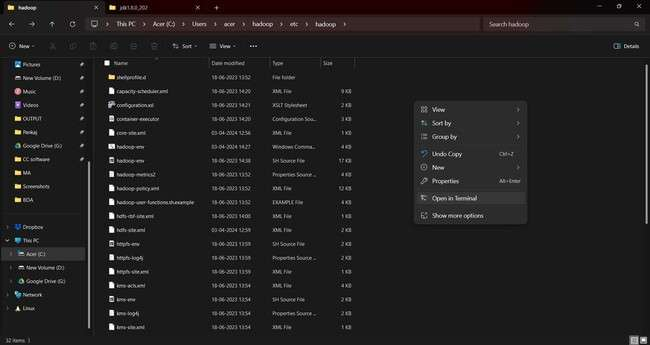 hadoop
jdk1.8.0_202
This PC > Acer (C:) > Users > acer > hadoop > etc > hadoop >
Search hadoop
New
Sort
View
Details
Name
Date modified
Type
Size
Pictures
New Volume (D:)
Music
Videos
OUTPUT
Pankaj
Google Drive (G:)
CC software
MA
Screenshots
BDA
Dropbox
This PC
Acer (C:)
New Volume (D:)
Google Drive (G:)
Network
Linux
shellprofile.d 18-06-2023 13:52 File folder
capacity-scheduler.xml 18-06-2023 14:20 XML File 9 KB
configuration.xsl 18-06-2023 14:21 XSLT Stylesheet 2 KB
container-executor 18-06-2023 14:20 Configuration Sou... 3 KB
core-site.xml 03-04-2024 12:56 XML File 1 KB
hadoop-env 03-04-2024 14:27 Windows Comma... 4 KB
hadoop-env 18-06-2023 14:38 SH Source File 17 KB
hadoop-metrics2 18-06-2023 13:52 Properties Source ... 4 KB
hadoop-policy.xml 18-06-2023 13:52 XML File 12 KB
hadoop-user-functions.sh.example 18-06-2023 13:52 EXAMPLE File 4 KB
hdfs-rbf-site.xml 18-06-2023 14:00 XML File 1 KB
hdfs-site.xml 03-04-2024 12:59 XML File 2 KB
httpfs-env 18-06-2023 13:59 SH Source File 2 KB
httpfs-log4j 18-06-2023 13:59 Properties Source ... 2 KB
httpfs-site.xml 18-06-2023 13:59 XML File 1 KB
kms-acls.xml 18-06-2023 13:54 XML File 4 KB
kms-env 18-06-2023 13:54 SH Source File 2 KB
kms-log4j 18-06-2023 13:54 Properties Source ... 2 KB
kms-site.xml 18-06-2023 13:54 XML File 1 KB
View
Sort by
Group by
Undo Copy Ctrl+Z
New
Properties Alt+Enter
Open in Terminal
Show more options
32 items